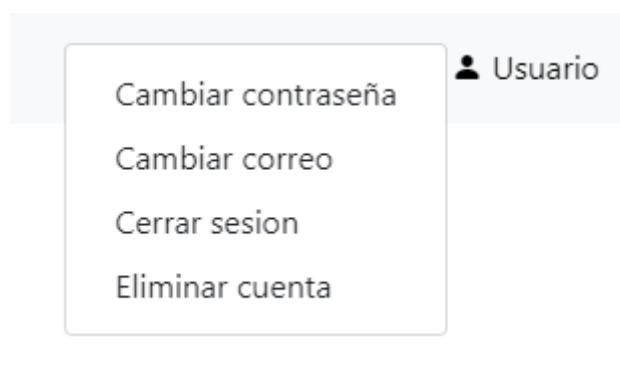 Usuario
Cambiar contraseña
Cambiar correo
Cerrar sesion
Eliminar cuenta